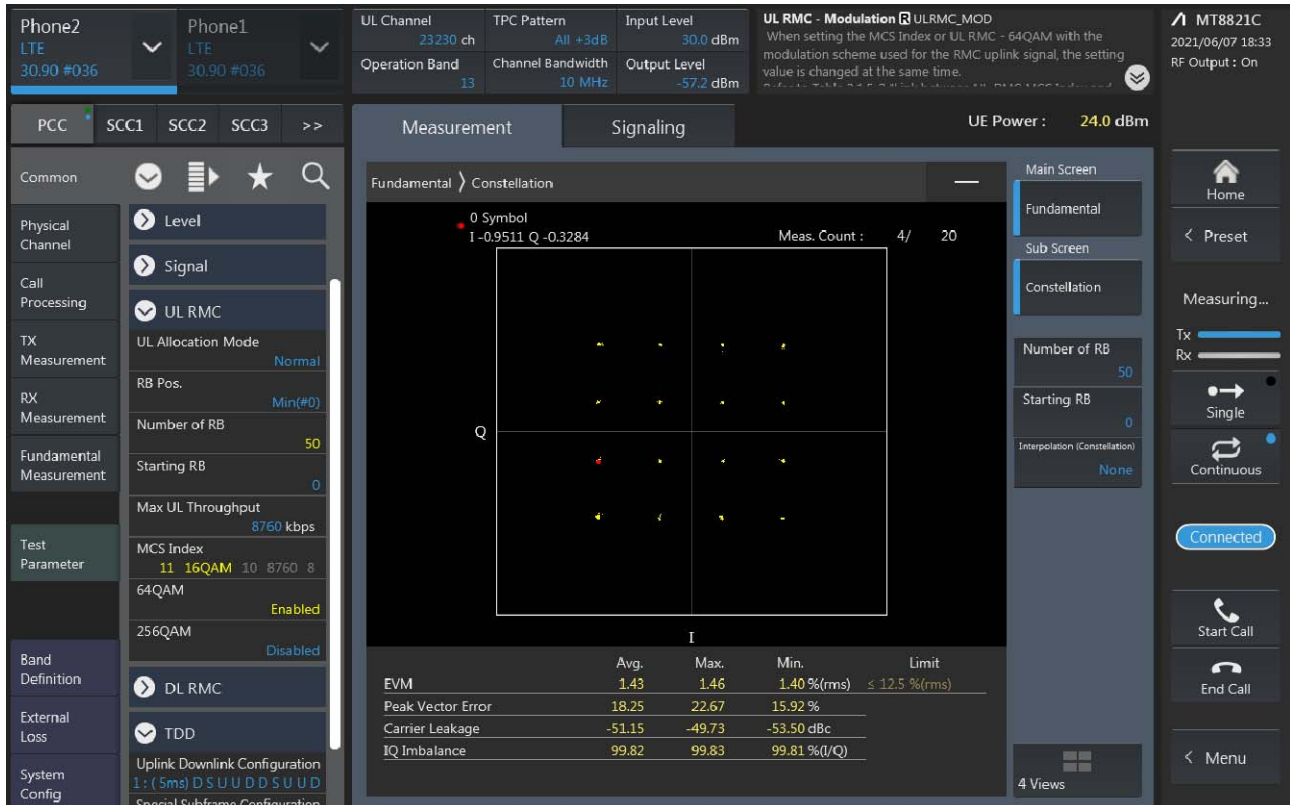 Phone2
LTE
30.90 #036
Phone1
LTE
30.90 #036
UL Channel
23230 ch
TPC Pattern
All +3dB
Input Level
30.0 dBm
Operation Band
13
Channel Bandwidth
10 MHz
Output Level
-57.2 dBm
UL RMC - Modulation R ULRMC_MOD
When setting the MCS Index or UL RMC - 64QAM with the
modulation scheme used for the RMC uplink signal, the setting
value is changed at the same time.
MT8821C
2021/06/07 18:33
RF Output : On
PCC SCC1 SCC2 SCC3 >>
Measurement
Signaling
UE Power : 24.0 dBm
Common
Physical
Channel
Call
Processing
TX
Measurement
RX
Measurement
Fundamental
Measurement
Test
Parameter
Band
Definition
External
Loss
System
Config
Level
Signal
UL RMC
UL Allocation Mode
Normal
RB Pos.
Min(#0)
Number of RB
50
Starting RB
0
Max UL Throughput
8760 kbps
MCS Index
11 16QAM 10 8760 8
64QAM
Enabled
256QAM
Disabled
DL RMC
TDD
Uplink Downlink Configuration
1 : ( 5ms) D S U U D D S U U D
Special Subframe Configuration
Fundamental > Constellation
0 Symbol
I -0.9511 Q -0.3284
Meas. Count : 4/ 20
Q
I
Avg. Max. Min. Limit
EVM 1.43 1.46 1.40 %(rms) ≤ 12.5 %(rms)
Peak Vector Error 18.25 22.67 15.92 %
Carrier Leakage -51.15 -49.73 -53.50 dBc
IQ Imbalance 99.82 99.83 99.81 %(I/Q)
Main Screen
Fundamental
Sub Screen
Constellation
Number of RB
50
Starting RB
0
Interpolation (Constellation)
None
4 Views
Home
< Preset
Measuring...
Tx
Rx
Single
Continuous
Connected
Start Call
End Call
< Menu